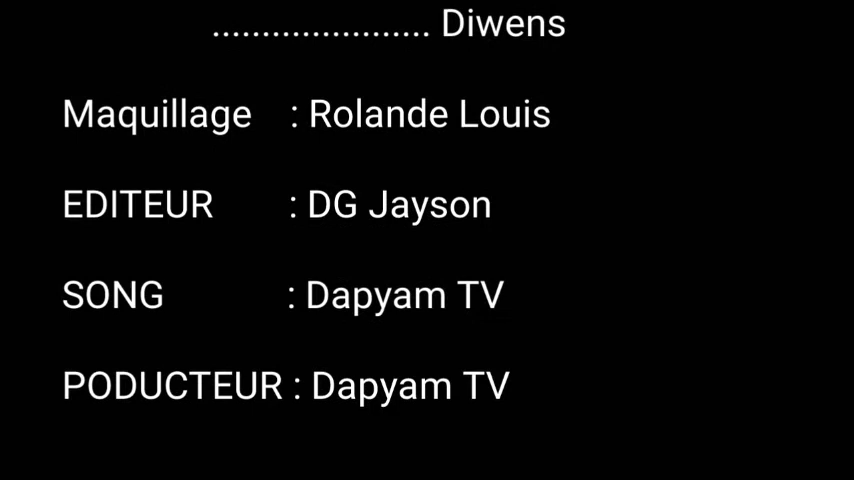 ...................... Diwens
Maquillage : Rolande Louis
EDITEUR : DG Jayson
SONG : Dapyam TV
PODUCTEUR : Dapyam TV